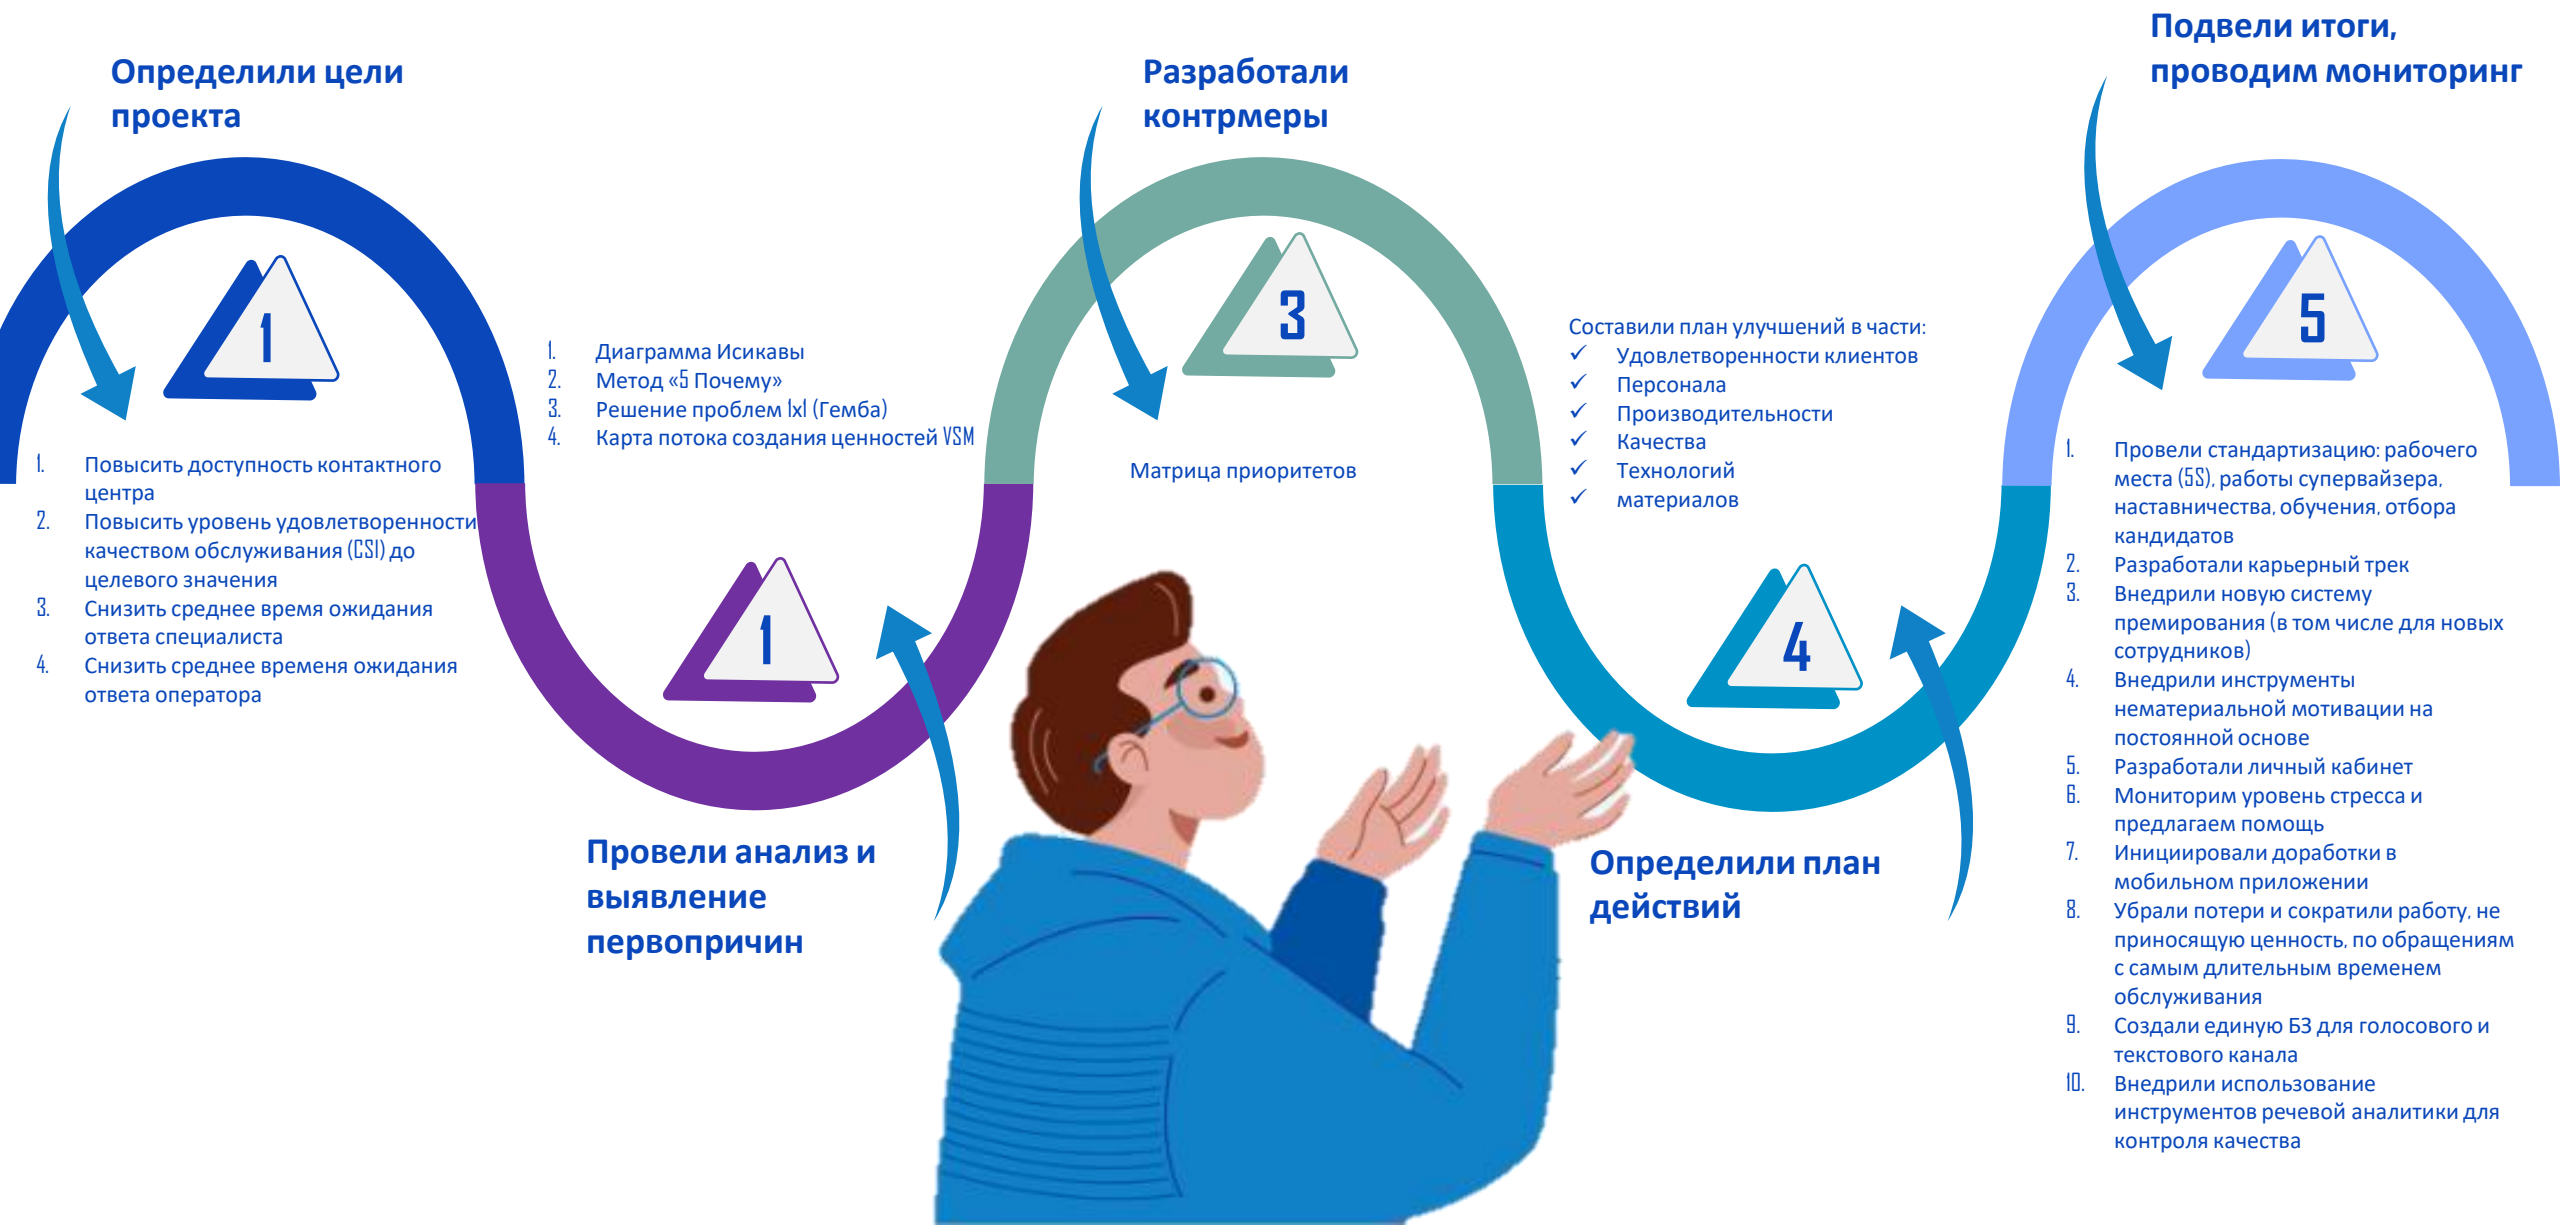 Определили цели
проекта
1
1. Повысить доступность контактного
центра
2. Повысить уровень удовлетворенности
качеством обслуживания (CSI) до
целевого значения
3. Снизить среднее время ожидания
ответа специалиста
4. Снизить среднее временя ожидания
ответа оператора
1. Диаграмма Исикавы
2. Метод «5 Почему»
3. Решение проблем 1x1 (Гемба)
4. Карта потока создания ценностей VSM
1
Провели анализ и
выявление
первопричин
Разработали
контрмеры
3
Матрица приоритетов
Составили план улучшений в части:
✓ Удовлетворенности клиентов
✓ Персонала
✓ Производительности
✓ Качества
✓ Технологий
✓ материалов
4
Определили план
действий
Подвели итоги,
проводим мониторинг
5
1. Провели стандартизацию: рабочего
места (5S), работы супервайзера,
наставничества, обучения, отбора
кандидатов
2. Разработали карьерный трек
3. Внедрили новую систему
премирования (в том числе для новых
сотрудников)
4. Внедрили инструменты
нематериальной мотивации на
постоянной основе
5. Разработали личный кабинет
6. Мониторим уровень стресса и
предлагаем помощь
7. Инициировали доработки в
мобильном приложении
8. Убрали потери и сократили работу, не
приносящую ценность, по обращениям
с самым длительным временем
обслуживания
9. Создали единую БЗ для голосового и
текстового канала
10. Внедрили использование
инструментов речевой аналитики для
контроля качества